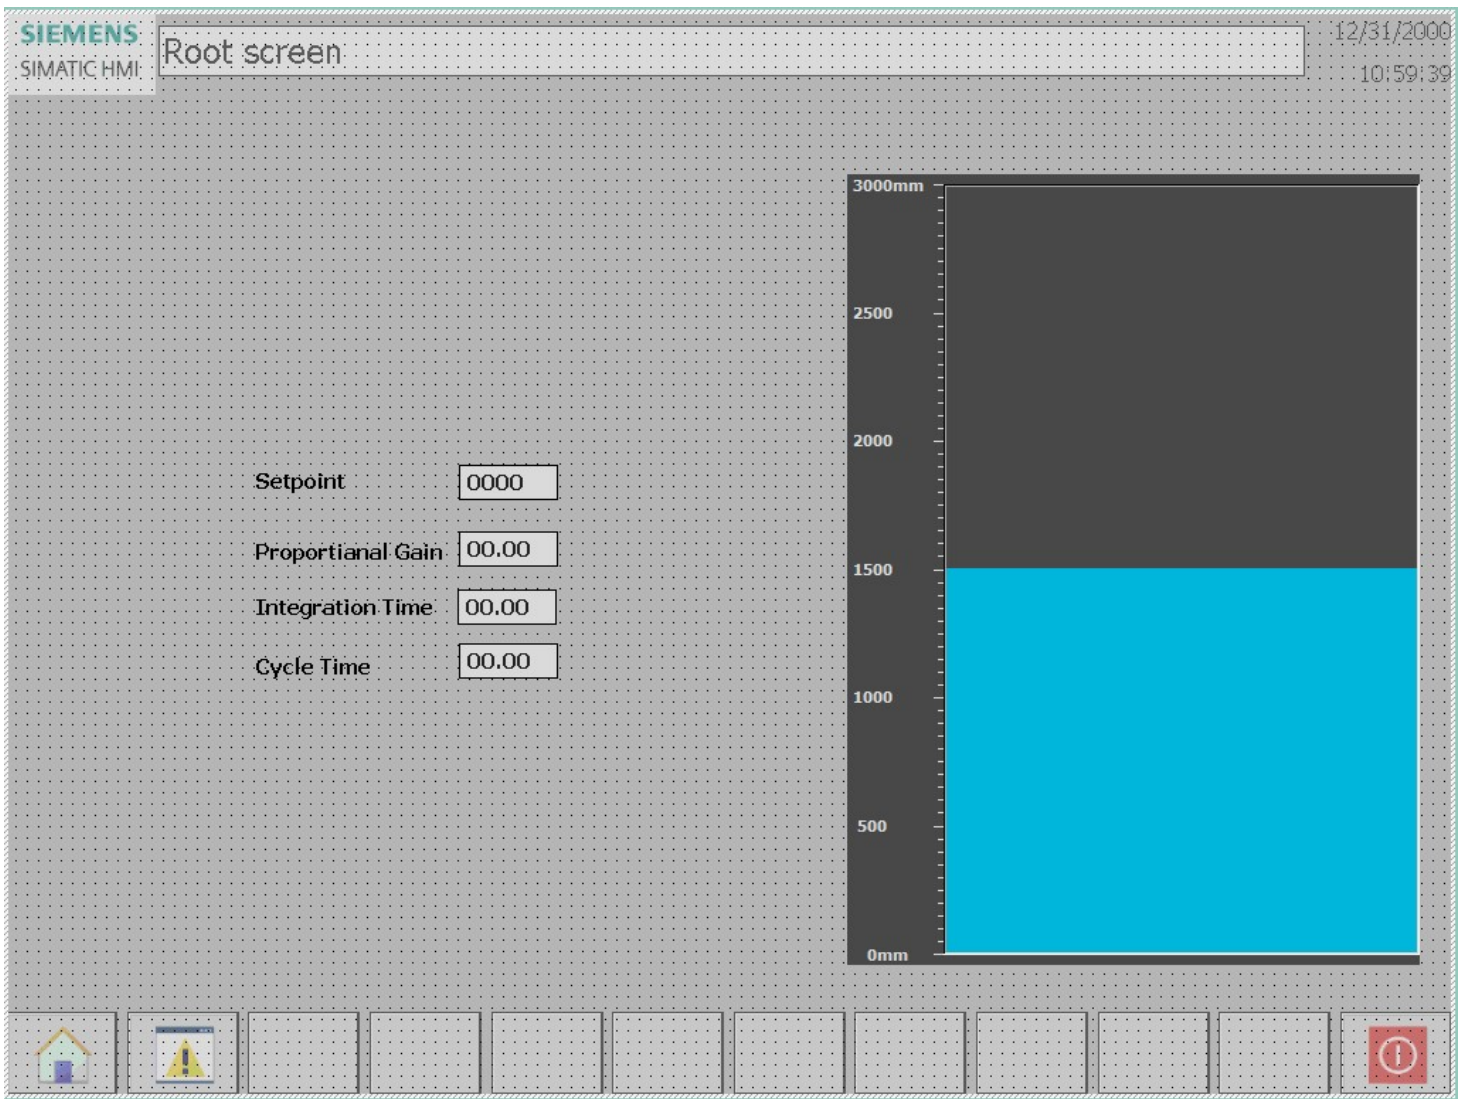 SIEMENS
SIMATIC HMI
Root screen
12/31/2000
10:59:39
3000mm
2500
2000
1500
1000
500
0mm
Setpoint 0000
Proportianal Gain 00.00
Integration Time 00.00
Cycle Time 00.00